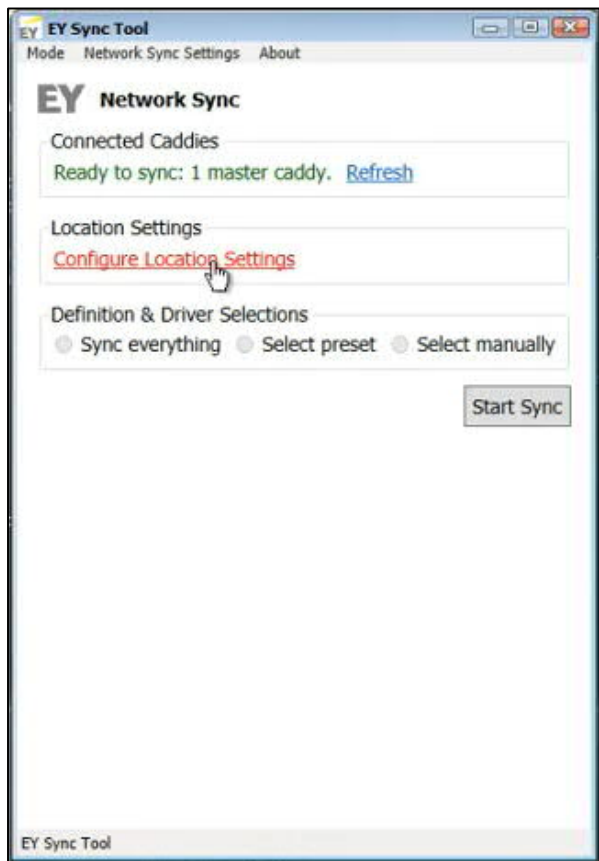 EY EY Sync Tool
Mode Network Sync Settings About
EY Network Sync
Connected Caddies
Ready to sync: 1 master caddy. Refresh
Location Settings
Configure Location Settings
Definition & Driver Selections
Sync everything Select preset Select manually
Start Sync
EY Sync Tool